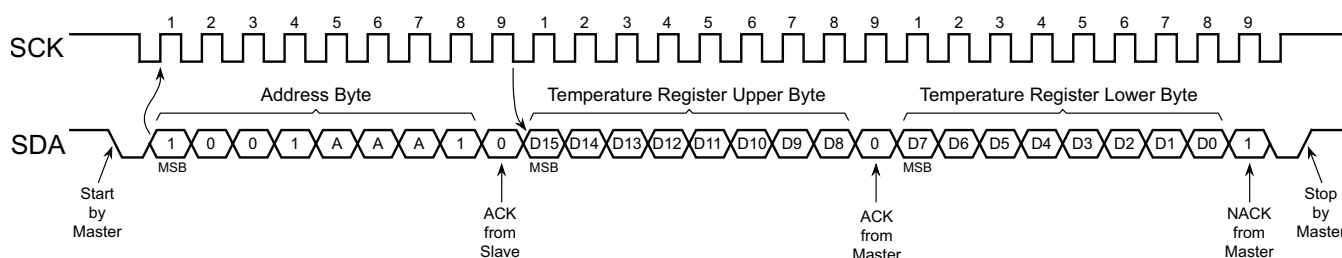 1 2 3 4 5 6 7 8 9 1 2 3 4 5 6 7 8 9 1 2 3 4 5 6 7 8 9
SCK
Address Byte Temperature Register Upper Byte Temperature Register Lower Byte
SDA 1 0 0 1 A A A 1 0 D15 D14 D13 D12 D11 D10 D9 D8 0 D7 D6 D5 D4 D3 D2 D1 D0 1
MSB MSB MSB
Start
by
Master
ACK
from
Slave
ACK
from
Master
NACK
from
Master
Stop
by
Master